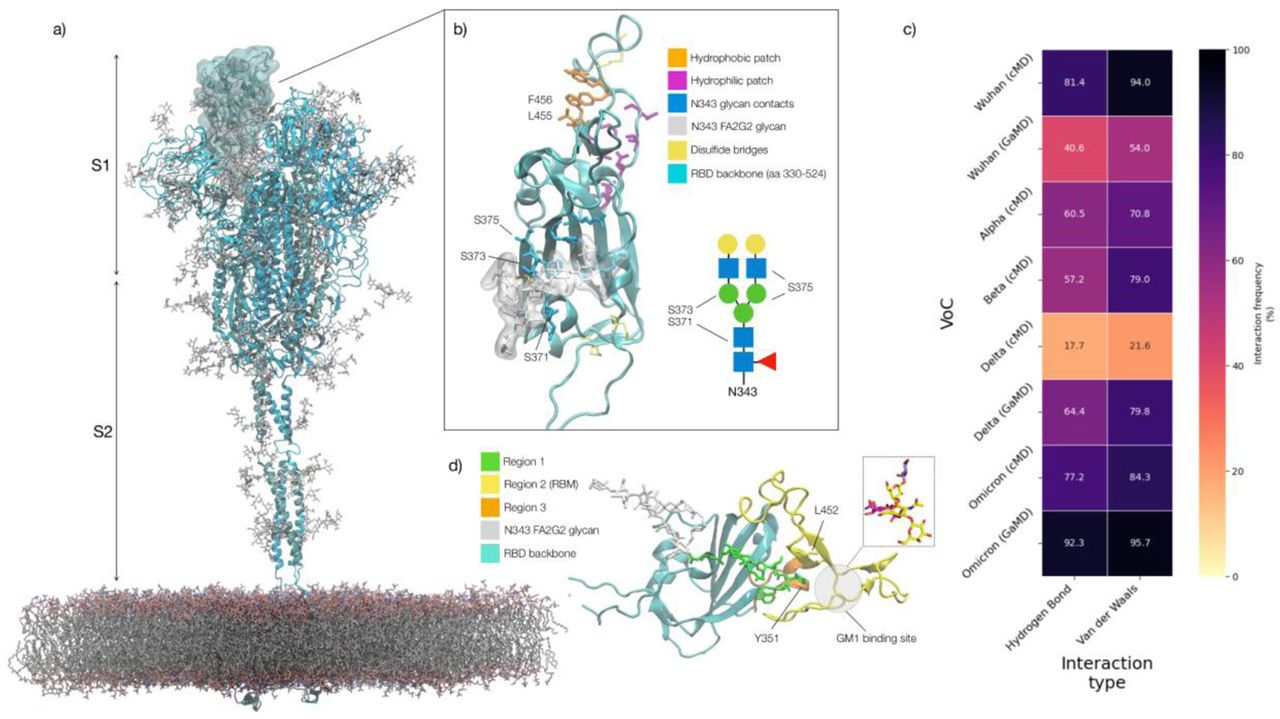 a)
S1
S2
b)
F456
L455
S375
S373
S371
Hydrophobic patch
Hydrophilic patch
N343 glycan contacts
N343 FA2G2 glycan
Disulfide bridges
RBD backbone (aa 330-524)
S375
S373
S371
N343
c)
VoC
Wuhan (cMD)
81.4
94.0
Wuhan (GaMD)
40.6
54.0
Alpha (cMD)
60.5
70.8
Beta (cMD)
57.2
79.0
Delta (cMD)
17.7
21.6
Delta (GaMD)
64.4
79.8
Omicron (cMD)
77.2
84.3
Omicron (GaMD)
92.3
95.7
Hydrogen Bond
Van der Waals
Interaction
type
100
80
60
40
20
0
Interaction frequency
(%)
d)
Region 1
Region 2 (RBM)
Region 3
N343 FA2G2 glycan
RBD backbone
L452
Y351
GM1 binding site